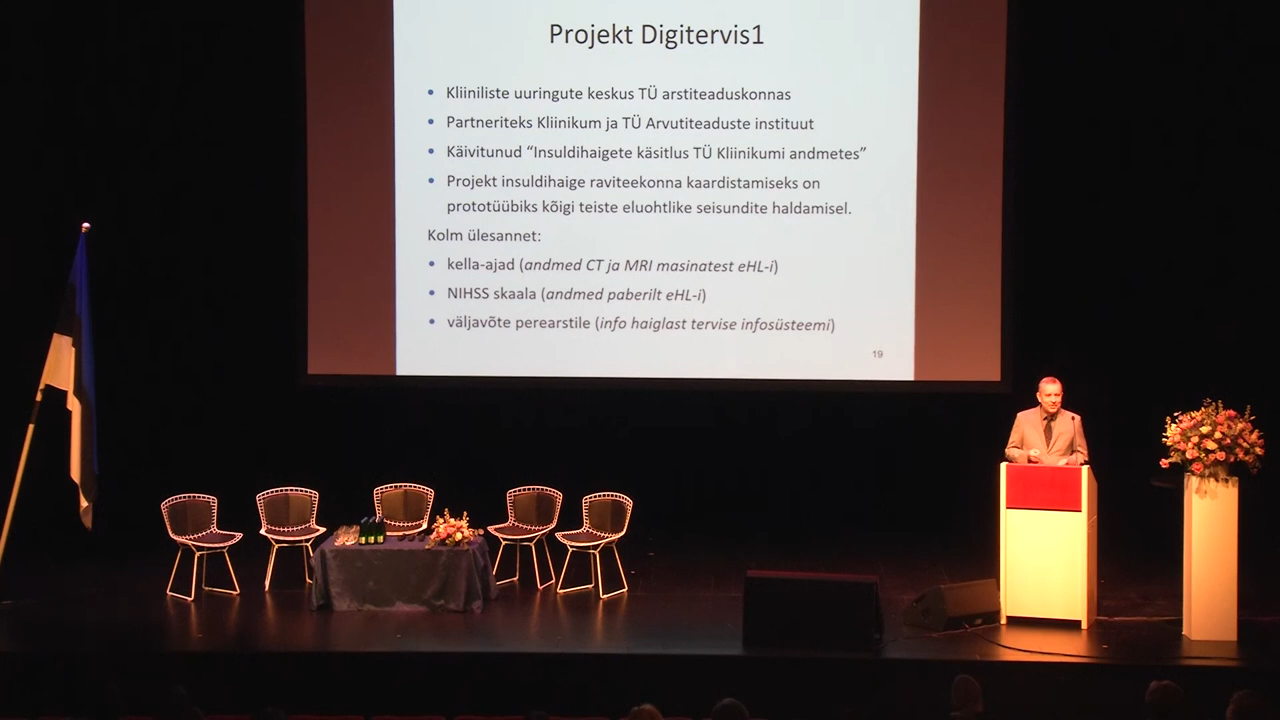 Projekt Digitervis1
• Kliiniliste uuringute keskus TÜ arstiteaduskonnas
• Partneriteks Kliinikum ja TÜ Arvutiteaduste instituut
• Käivitunud “Insuldihaigete käsitlus TÜ Kliinikumi andmetes”
• Projekt insuldihaige raviteekonna kaardistamiseks on
prototüübiks kõigi teiste eluohtlike seisundite haldamisel.
Kolm ülesannet:
• kella-ajad (andmed CT ja MRI masinatest eHL-i)
• NIHSS skaala (andmed paberilt eHL-i)
• väljavõte perearstile (info haiglast tervise infosüsteemi)
19